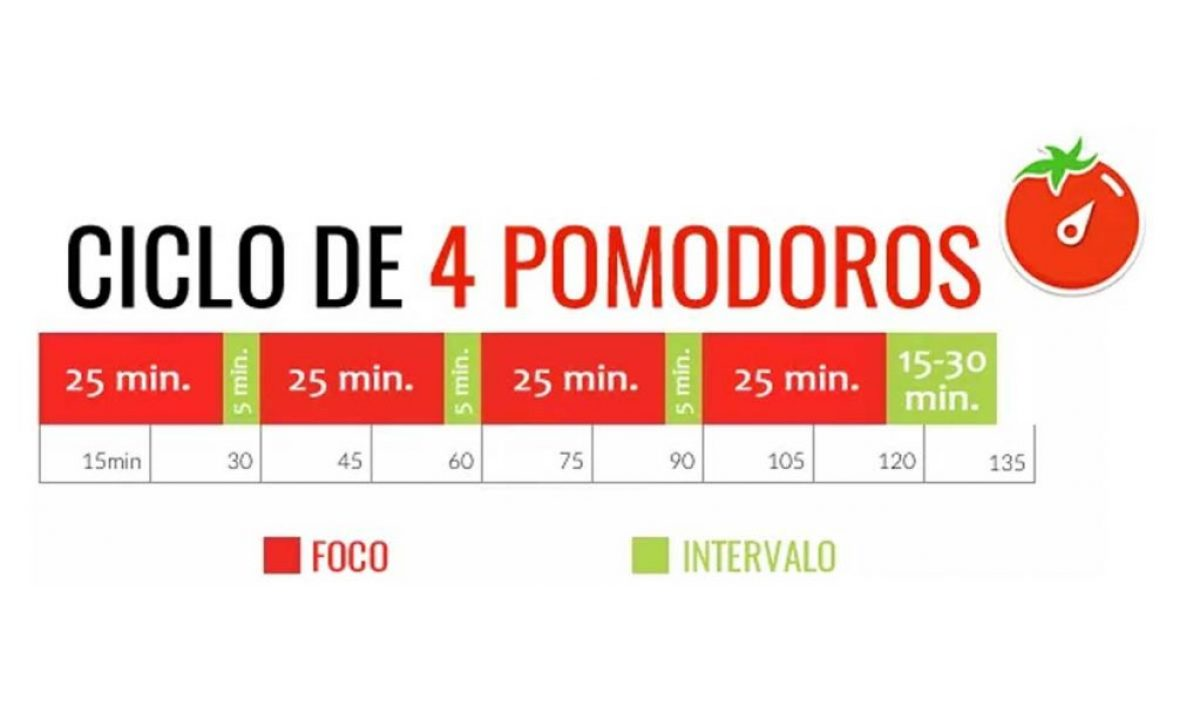 CICLO DE 4 POMODOROS
25 min. 5 min. 25 min. 5 min. 25 min. 5 min. 25 min. 15-30
min.
15min 30 45 60 75 90 105 120 135
FOCO INTERVALO